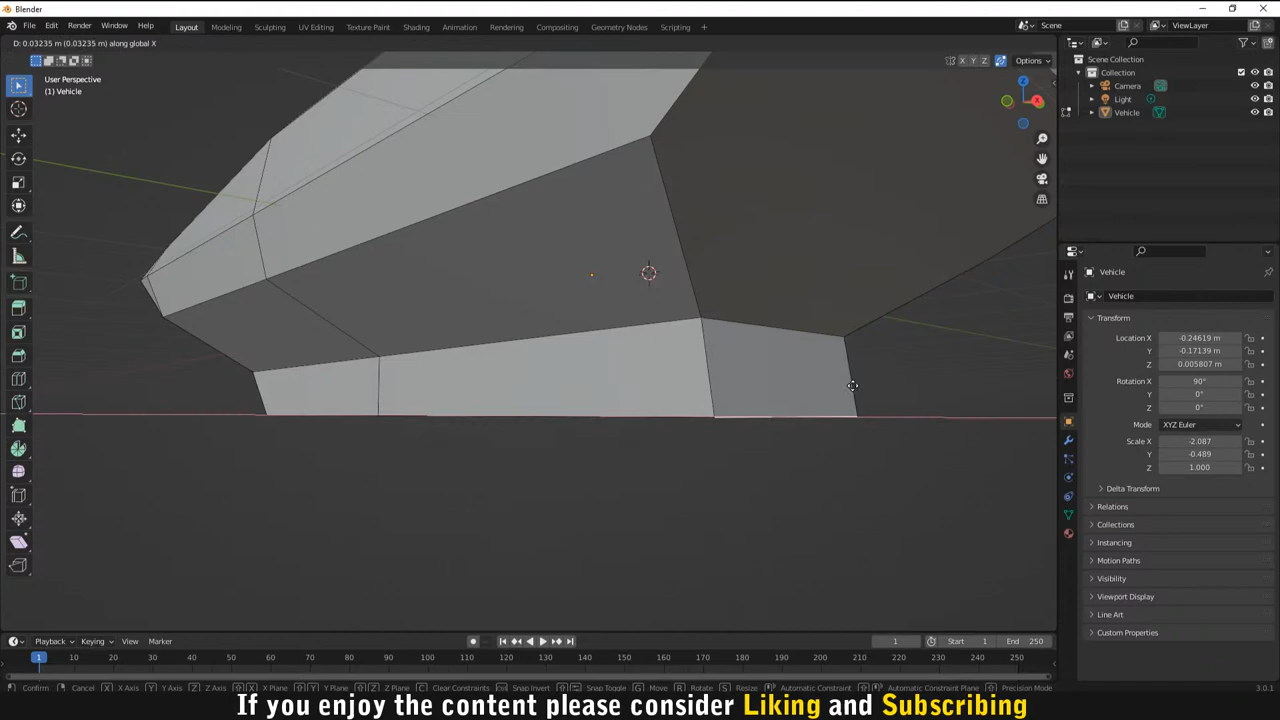 Blender
File Edit Render Window Help Layout Modeling Sculpting UV Editing Texture Paint Shading Animation Rendering Compositing Geometry Nodes Scripting + Scene ViewLayer
D: 0.03235 m (0.03235 m) along global X
X Y Z Options
User Perspective
(1) Vehicle
Z
X
Scene Collection
Collection
Camera
Light
Vehicle
Vehicle
Vehicle
Transform
Location X -0.24619 m
Y -0.17139 m
Z 0.005807 m
Rotation X 90°
Y 0°
Z 0°
Mode XYZ Euler
Scale X -2.087
Y -0.489
Z 1.000
Delta Transform
Relations
Collections
Instancing
Motion Paths
Visibility
Viewport Display
Line Art
Custom Properties
Playback Keying View Marker 1 Start 1 End 250
1 10 20 30 40 50 60 70 80 90 100 110 120 130 140 150 160 170 180 190 200 210 220 230 240 250
Confirm Cancel X X Axis Y Y Axis Z Z Axis X X Plane Y Y Plane Z Z Plane C Clear Constraints Snap Invert Snap Toggle G Move R Rotate S Resize Automatic Constraint Automatic Constraint Plane Precision Mode 3.0.1
If you enjoy the content please consider Liking and Subscribing